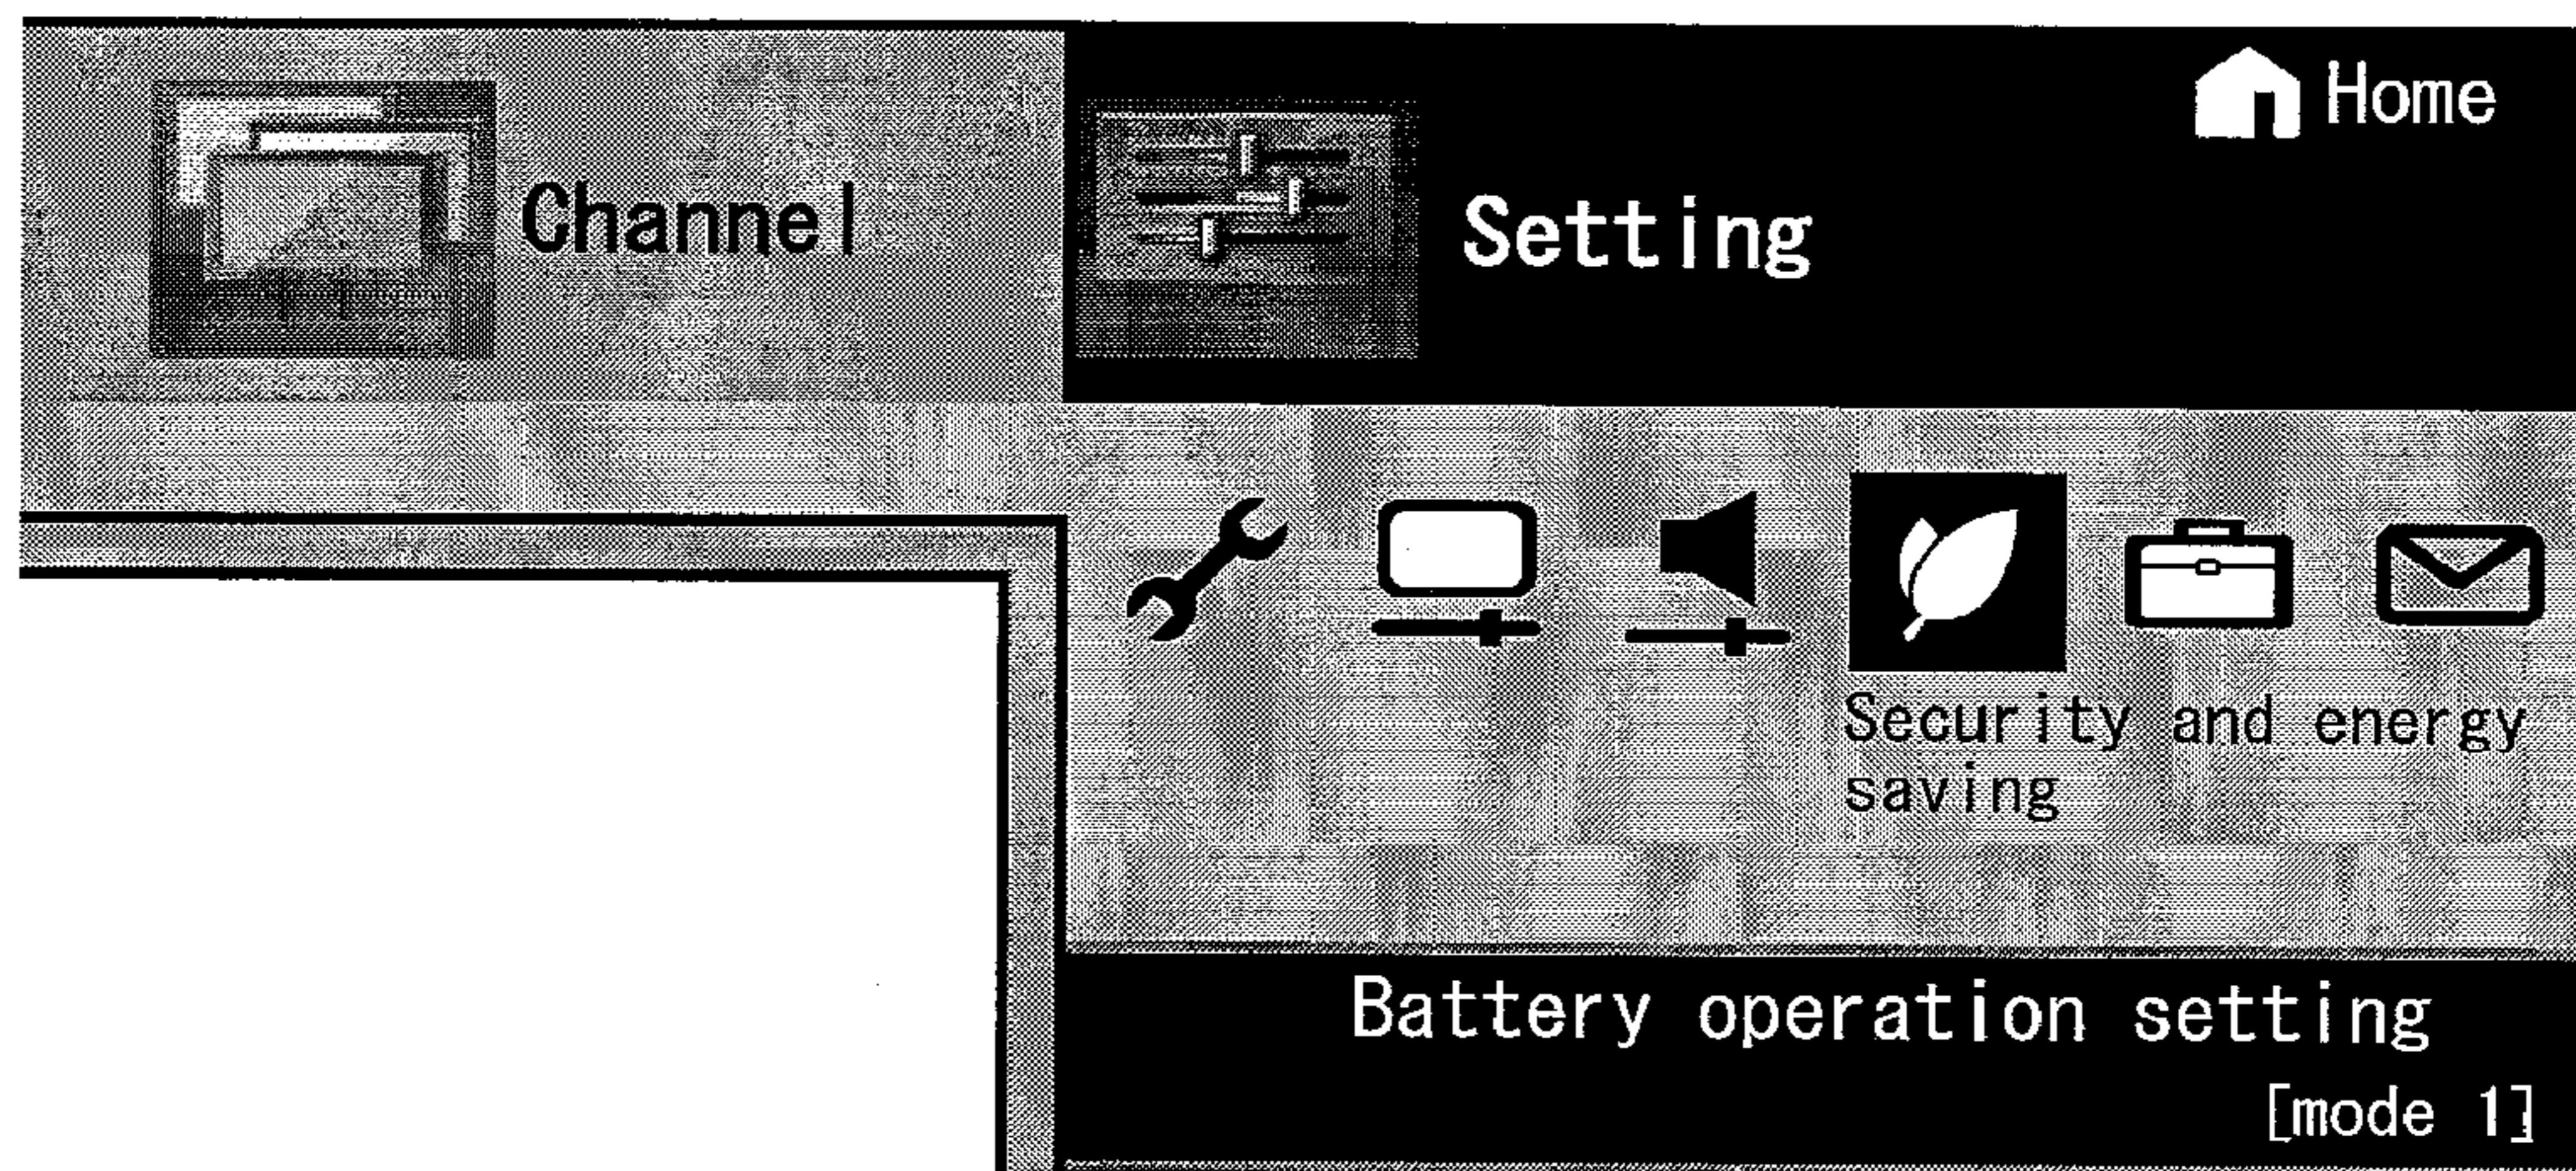 Home
Channel
Setting
Security and energy
saving
Battery operation setting
[mode 1]